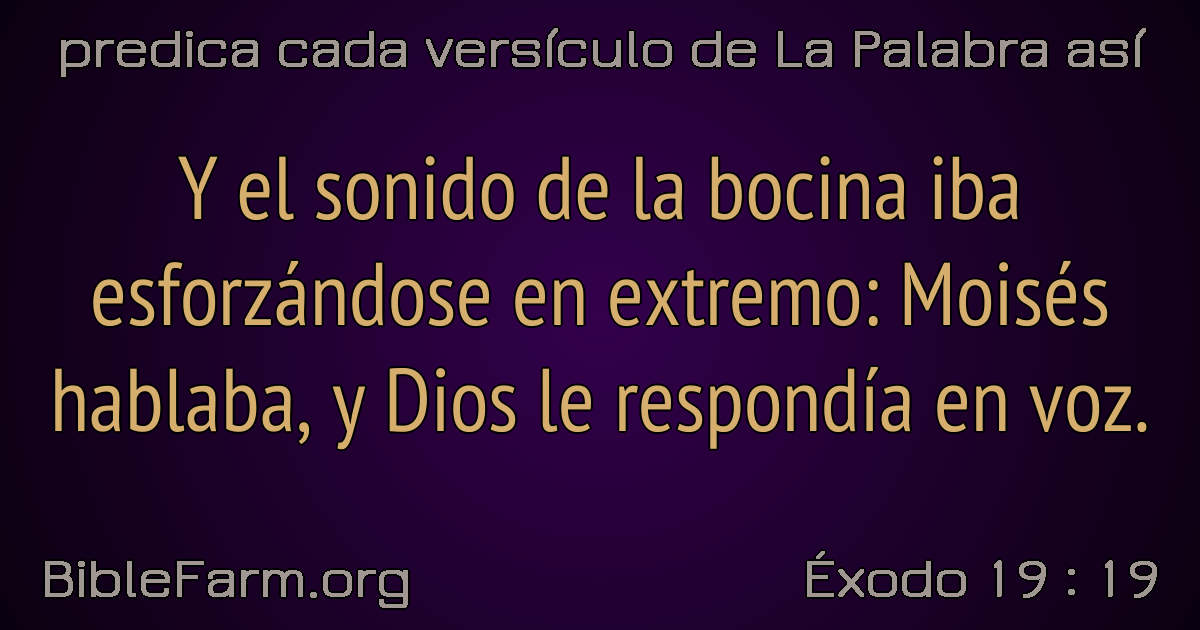 predica cada versículo de La Palabra así
Y el sonido de la bocina iba
esforzándose en extremo: Moisés
hablaba, y Dios le respondía en voz.
BibleFarm.org
Éxodo 19 : 19